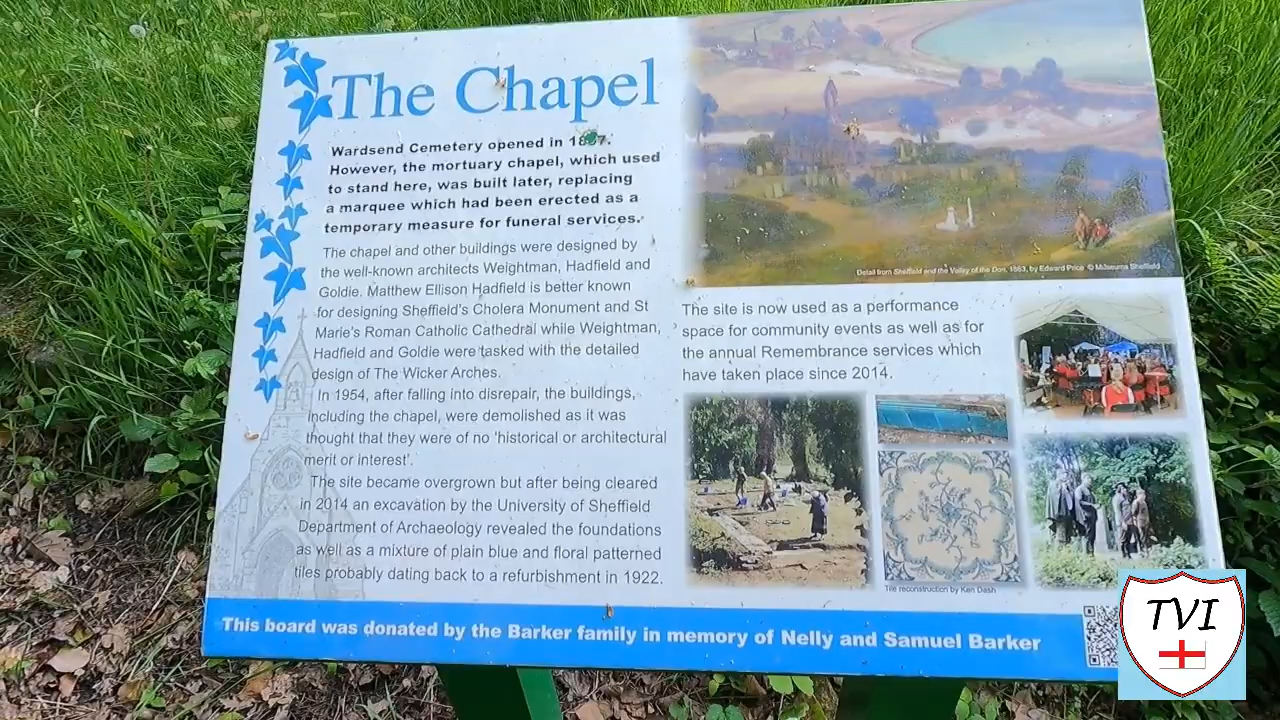 The Chapel
Wardsend Cemetery opened in 1857.
However, the mortuary chapel, which used
to stand here, was built later, replacing
a marquee which had been erected as a
temporary measure for funeral services.
The chapel and other buildings were designed by
the well-known architects Weightman, Hadfield and
Goldie. Matthew Ellison Hadfield is better known
for designing Sheffield's Cholera Monument and St
Marie's Roman Catholic Cathedral while Weightman,
Hadfield and Goldie were tasked with the detailed
design of The Wicker Arches.
In 1954, after falling into disrepair, the buildings,
including the chapel, were demolished as it was
thought that they were of no 'historical or architectural
merit or interest'.
The site became overgrown but after being cleared
in 2014 an excavation by the University of Sheffield
Department of Archaeology revealed the foundations
as well as a mixture of plain blue and floral patterned
tiles probably dating back to a refurbishment in 1922.
Detail from Sheffield and the Valley of the Don, 1863, by Edward Price © Museums Sheffield
The site is now used as a performance
space for community events as well as for
the annual Remembrance services which
have taken place since 2014.
Tile reconstruction by Ken Dash
This board was donated by the Barker family in memory of Nelly and Samuel Barker
TVI